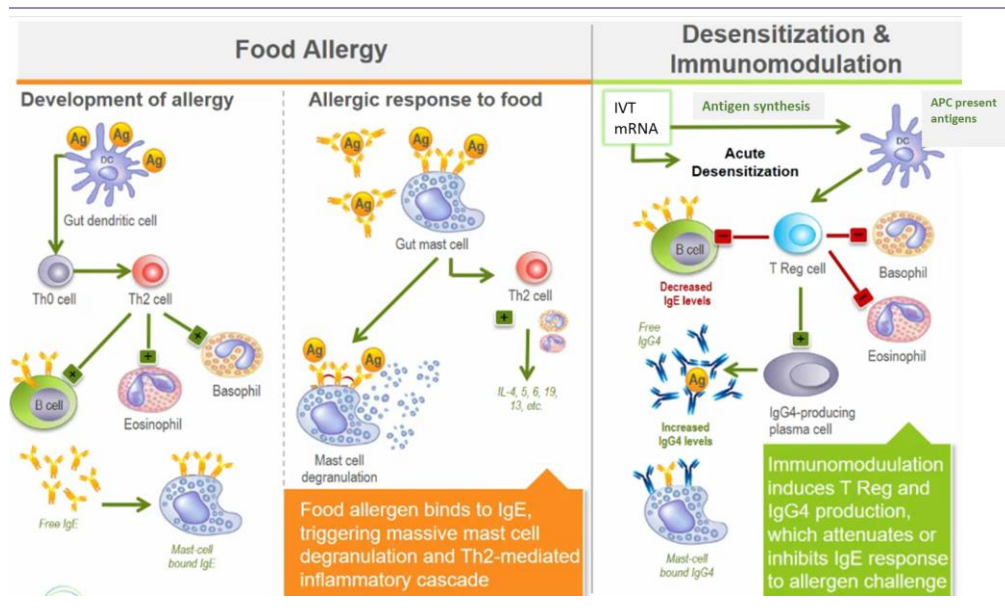 Food Allergy
Desensitization &
Immunomodulation
Development of allergy
Ag
Ag
Ag
DC
Gut dendritic cell
Th0 cell
Th2 cell
+
+
+
B cell
Eosinophil
Basophil
Free IgE
Mast-cell
bound IgE
Allergic response to food
Ag
Ag
Ag
Ag
Gut mast cell
Th2 cell
+
Ag
Ag
IL-4, 5, 6, 19,
13, etc.
Mast cell
degranulation
Food allergen binds to IgE,
triggering massive mast cell
degranulation and Th2-mediated
inflammatory cascade
IVT
mRNA
Antigen synthesis
APC present
antigens
DC
Acute
Desensitization
B cell
T Reg cell
Basophil
Decreased
IgE levels
Free
IgG4
+
Eosinophil
Ag
Increased
IgG4 levels
IgG4-producing
plasma cell
Mast-cell
bound IgG4
Immunomoduulation
induces T Reg and
IgG4 production,
which attenuates or
inhibits IgE response
to allergen challenge